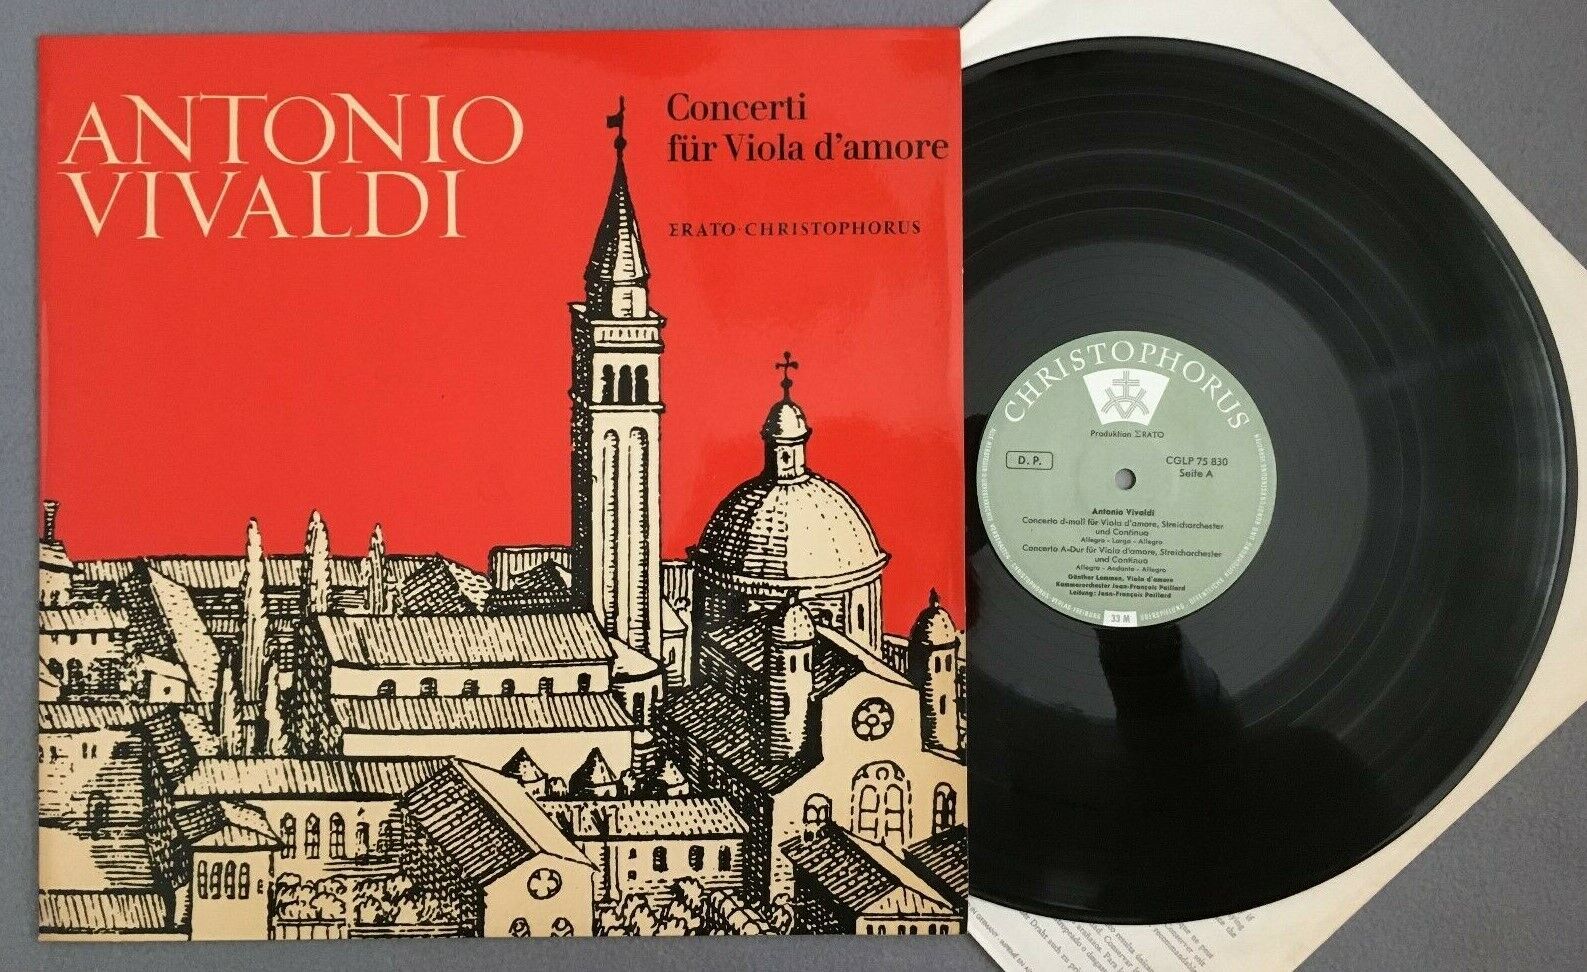 ANTONIO
VIVALDI
Concerti
für Viola d'amore
ΣRATO·CHRISTOPHORUS
CHRISTOPHORUS
Produktion ΣRATO
D. P.
CGLP 75 830
Seite A
Antonio Vivaldi
Concerto d-moll für Viola d'amore, Streichorchester
und Continuo
Allegro - Largo - Allegro
Concerto A-Dur für Viola d'amore, Streichorchester
und Continuo
Allegro - Andante - Allegro
Günther Lemmen, Viola d'amore
Kammerorchester Jean-François Paillard
Leitung: Jean-François Paillard
33 M